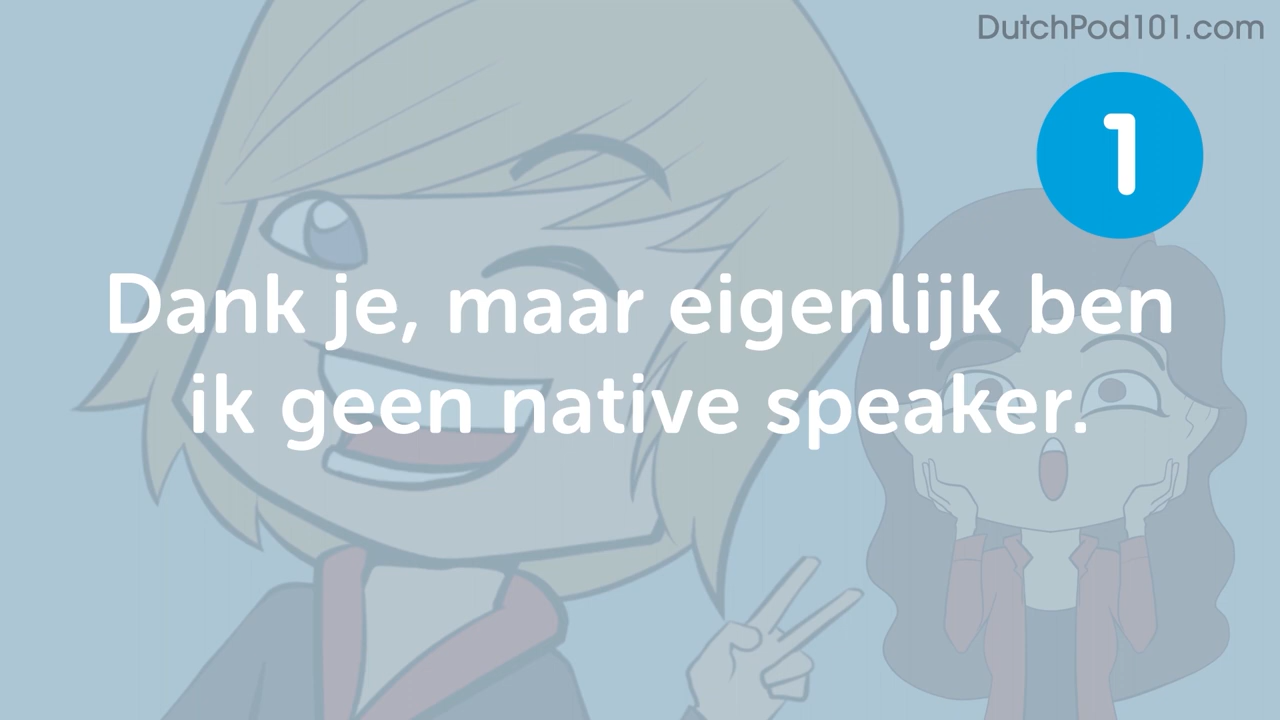 DutchPod101.com
1
Dank je, maar eigenlijk ben
ik geen native speaker.